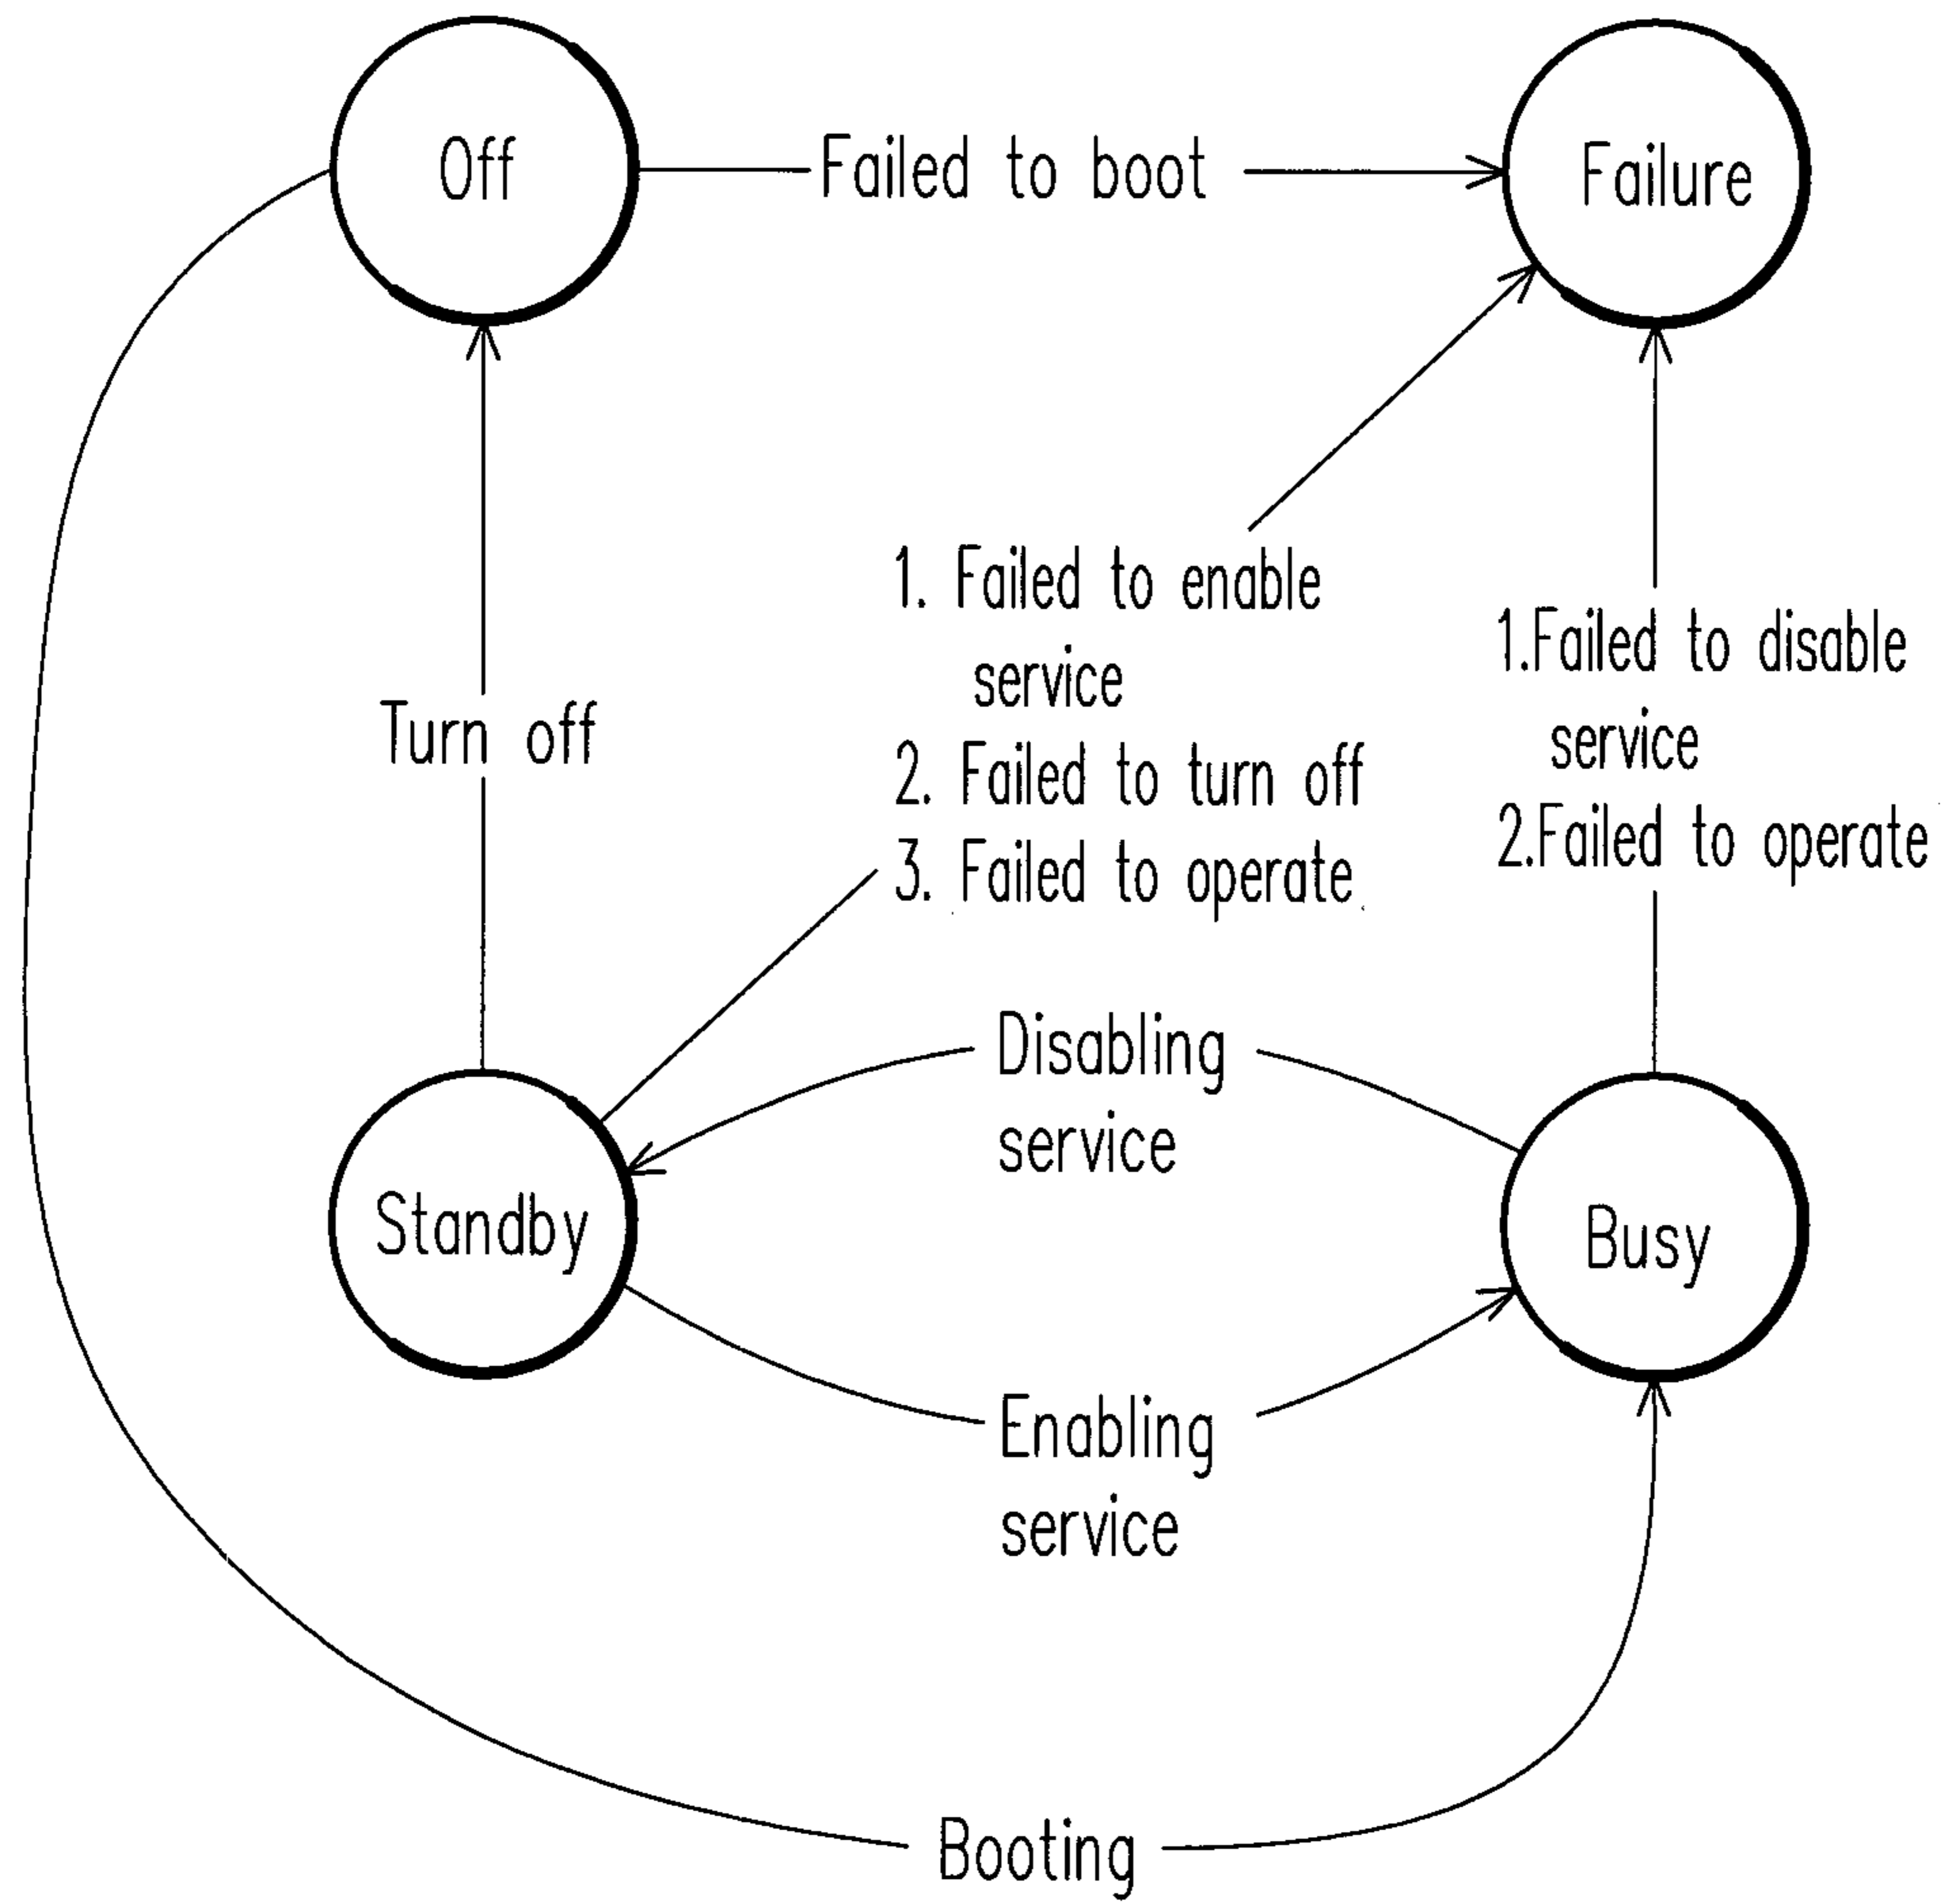 Off
Failed to boot
Failure
1. Failed to enable
service
2. Failed to turn off
3. Failed to operate
1.Failed to disable
service
2.Failed to operate
Turn off
Disabling
service
Standby
Busy
Enabling
service
Booting